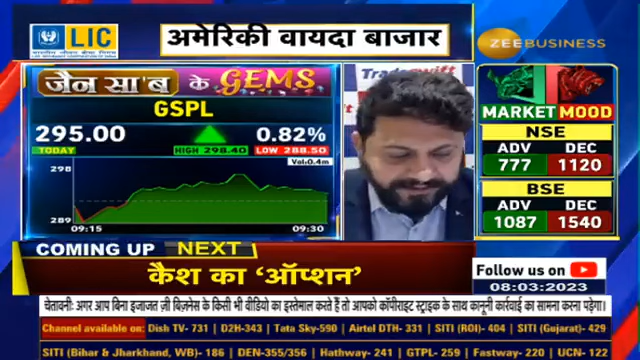 LIC
अमेरिकी वायदा बाजार
ZEE BUSINESS
जैन सा'ब के GEMS
GSPL
295.00 0.82%
TODAY HIGH 298.40 LOW 288.50
Vol:0.4m
298
289
09:15 09:30
Tradeswift
MARKET MOOD
NSE
ADV DEC
777 1120
BSE
ADV DEC
1087 1540
COMING UP NEXT
कैश का ‘ऑप्शन’
Follow us on
08:03:2023
चेतावनी: अगर आप बिना इजाजत ज़ी बिज़नेस के किसी भी वीडियो का इस्तेमाल करते हैं तो आपको कॉपीराइट स्ट्राइक के साथ कानूनी कार्रवाई का सामना करना पड़ेगा.
Channel available on: Dish TV- 731 | D2H-343 | Tata Sky-590 | Airtel DTH- 331 | SITI (ROI)- 404 | SITI (Gujarat)- 429
SITI (Bihar & Jharkhand, WB)- 186 | DEN-355/356 | Hathway- 241 | GTPL- 259 | Fastway- 220 | UCN- 122